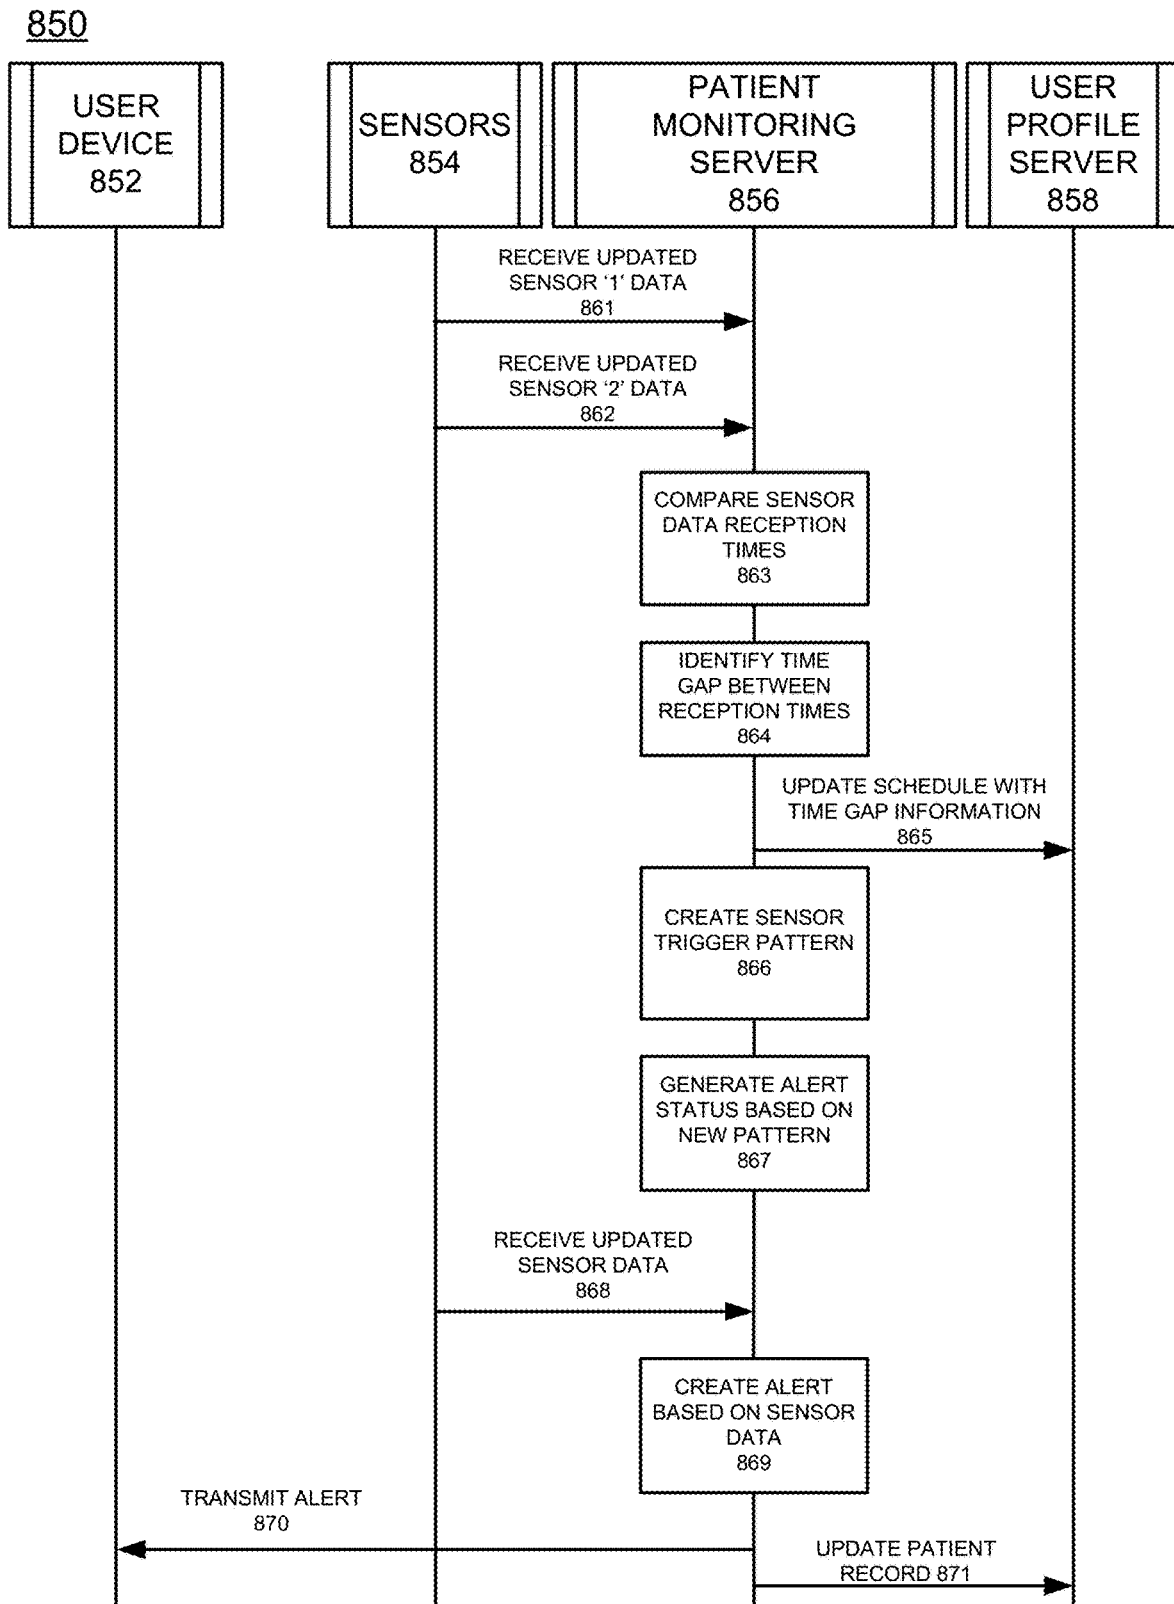 850
USER
DEVICE
852
SENSORS
854
PATIENT
MONITORING
SERVER
856
USER
PROFILE
SERVER
858
RECEIVE UPDATED
SENSOR '1' DATA
861
RECEIVE UPDATED
SENSOR '2' DATA
862
COMPARE SENSOR
DATA RECEPTION
TIMES
863
IDENTIFY TIME
GAP BETWEEN
RECEPTION TIMES
864
UPDATE SCHEDULE WITH
TIME GAP INFORMATION
865
CREATE SENSOR
TRIGGER PATTERN
866
GENERATE ALERT
STATUS BASED ON
NEW PATTERN
867
RECEIVE UPDATED
SENSOR DATA
868
CREATE ALERT
BASED ON SENSOR
DATA
869
TRANSMIT ALERT
870
UPDATE PATIENT
RECORD 871